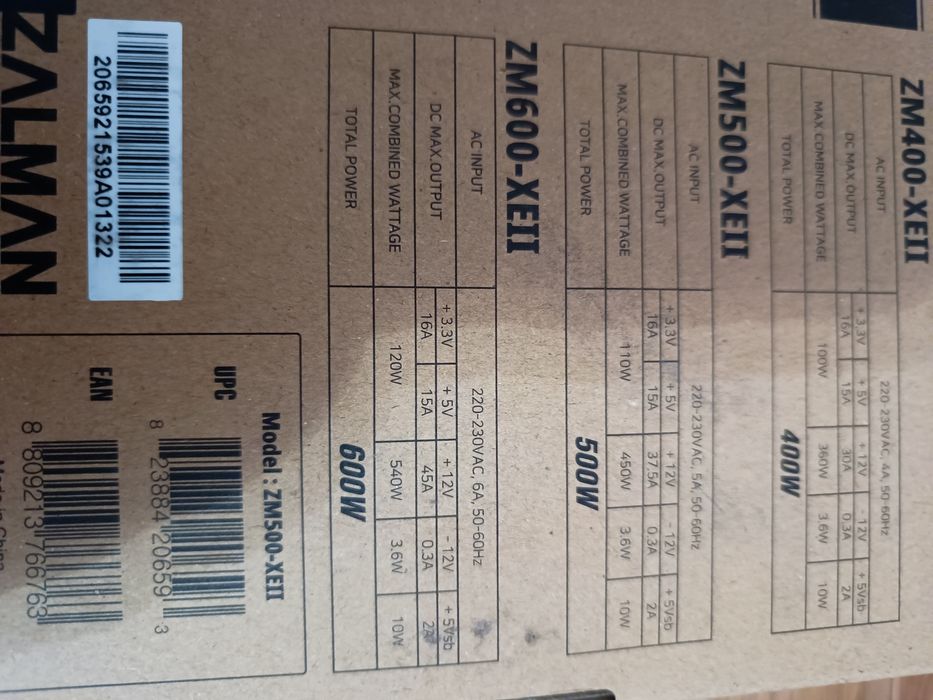 ZM400-XEII
AC INPUT 220-230VAC, 4A, 50-60Hz
DC MAX.OUTPUT +3.3V +5V +12V -12V +5Vsb
16A 15A 30A 0.3A 2A
MAX.COMBINED WATTAGE 100W 360W 3.6W 10W
TOTAL POWER 400W
ZM500-XEII
AC INPUT 220-230VAC, 5A, 50-60Hz
DC MAX.OUTPUT +3.3V +5V +12V -12V +5Vsb
16A 15A 37.5A 0.3A 2A
MAX.COMBINED WATTAGE 110W 450W 3.6W 10W
TOTAL POWER 500W
ZM600-XEII
AC INPUT 220-230VAC, 6A, 50-60Hz
DC MAX.OUTPUT +3.3V +5V +12V -12V +5Vsb
16A 15A 45A 0.3A 2A
MAX.COMBINED WATTAGE 120W 540W 3.6W 10W
TOTAL POWER 600W
2065921539A01322
ZALMAN
Model : ZM500-XEII
UPC
8 23884 20659 3
EAN
8 809213 766763
Made in China